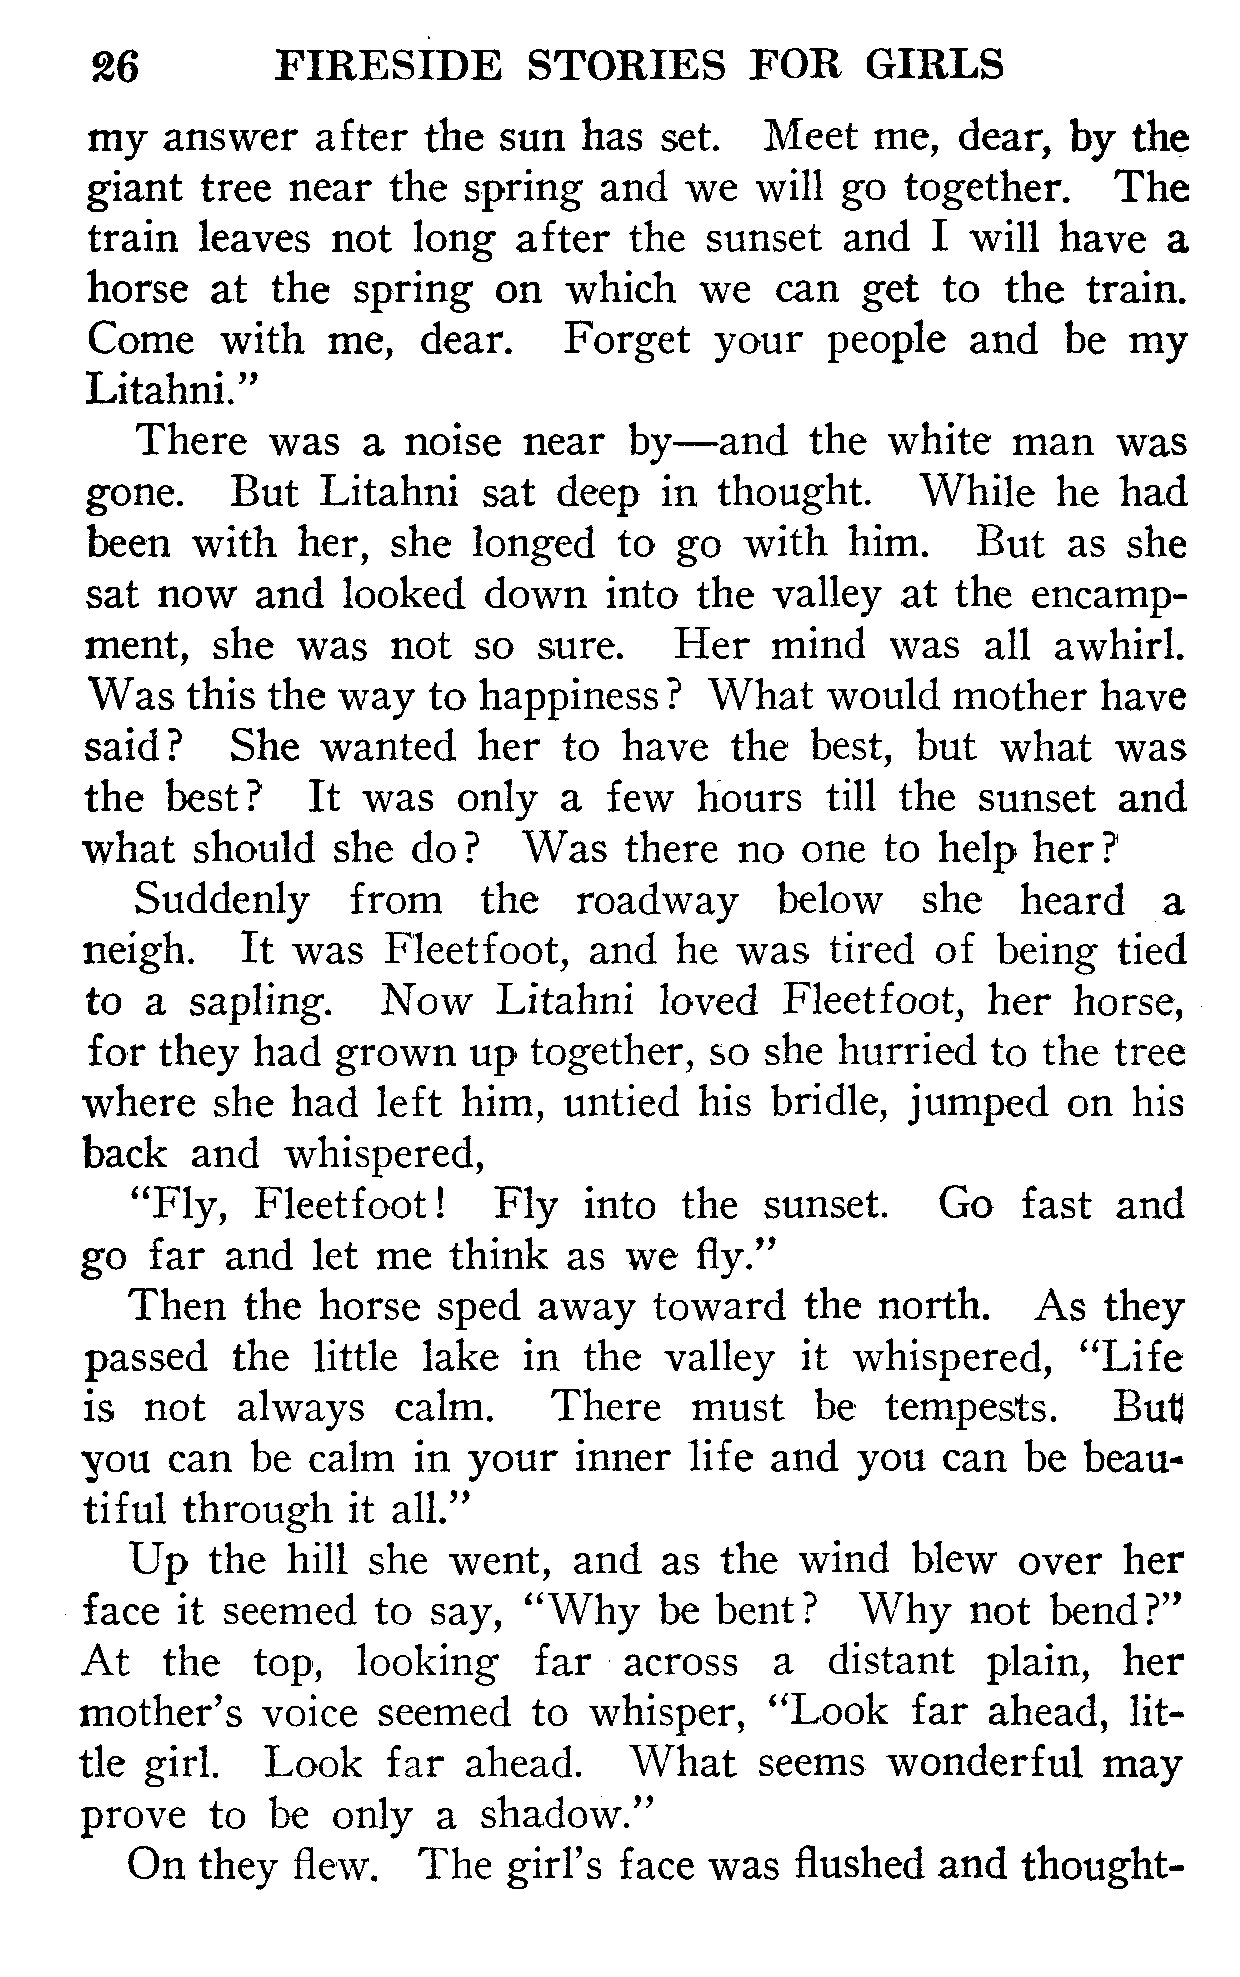 26 FIRESIDE STORIES FOR GIRLS
my answer after the sun has set. Meet me, dear, by the
giant tree near the spring and we will go together. The
train leaves not long after the sunset and I will have a
horse at the spring on which we can get to the train.
Come with me, dear. Forget your people and be my
Litahni."
There was a noise near by—and the white man was
gone. But Litahni sat deep in thought. While he had
been with her, she longed to go with him. But as she
sat now and looked down into the valley at the encamp-
ment, she was not so sure. Her mind was all awhirl.
Was this the way to happiness? What would mother have
said? She wanted her to have the best, but what was
the best? It was only a few hours till the sunset and
what should she do? Was there no one to help her?
Suddenly from the roadway below she heard a
neigh. It was Fleetfoot, and he was tired of being tied
to a sapling. Now Litahni loved Fleetfoot, her horse,
for they had grown up together, so she hurried to the tree
where she had left him, untied his bridle, jumped on his
back and whispered,
"Fly, Fleetfoot! Fly into the sunset. Go fast and
go far and let me think as we fly."
Then the horse sped away toward the north. As they
passed the little lake in the valley it whispered, "Life
is not always calm. There must be tempests. But
you can be calm in your inner life and you can be beau-
tiful through it all."
Up the hill she went, and as the wind blew over her
face it seemed to say, "Why be bent? Why not bend?"
At the top, looking far across a distant plain, her
mother's voice seemed to whisper, "Look far ahead, lit-
tle girl. Look far ahead. What seems wonderful may
prove to be only a shadow."
On they flew. The girl's face was flushed and thought-